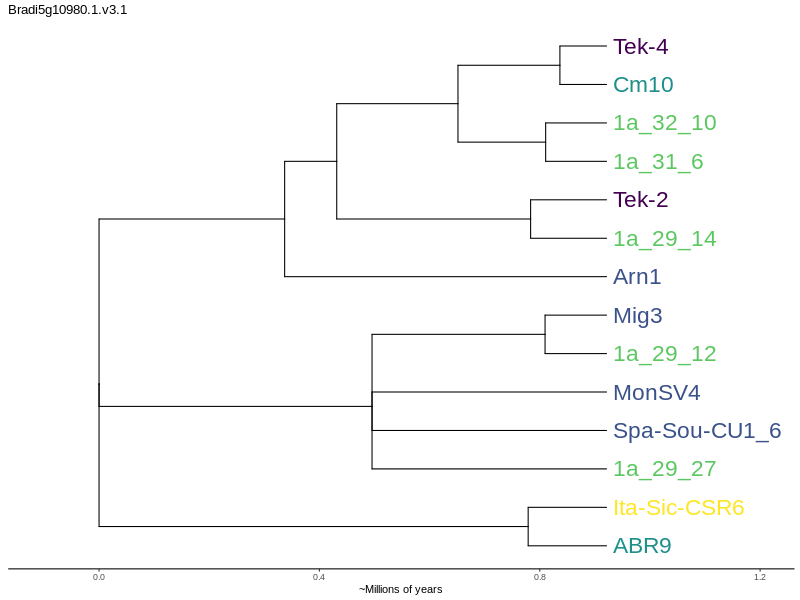 Bradi5g10980.1.v3.1
Tek-4
Cm10
1a_32_10
1a_31_6
Tek-2
1a_29_14
Arn1
Mig3
1a_29_12
MonSV4
Spa-Sou-CU1_6
1a_29_27
Ita-Sic-CSR6
ABR9
0.0 0.4 0.8 1.2
~Millions of years